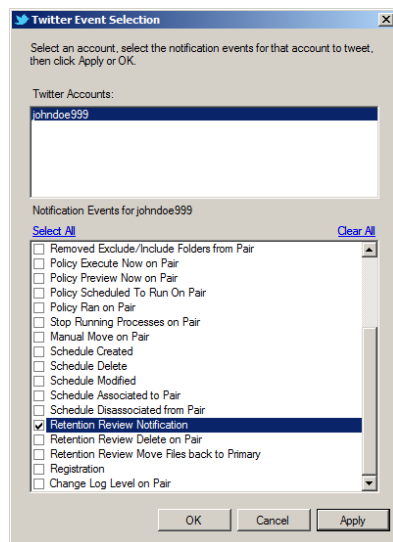 Twitter Event Selection
Select an account, select the notification events for that account to tweet,
then click Apply or OK.
Twitter Accounts:
johndoe999
Notification Events for johndoe999
Select All
Clear All
Removed Exclude/Include Folders from Pair
Policy Execute Now on Pair
Policy Preview Now on Pair
Policy Scheduled To Run On Pair
Policy Ran on Pair
Stop Running Processes on Pair
Manual Move on Pair
Schedule Created
Schedule Delete
Schedule Modified
Schedule Associated to Pair
Schedule Disassociated from Pair
Retention Review Notification
Retention Review Delete on Pair
Retention Review Move Files back to Primary
Registration
Change Log Level on Pair
OK
Cancel
Apply